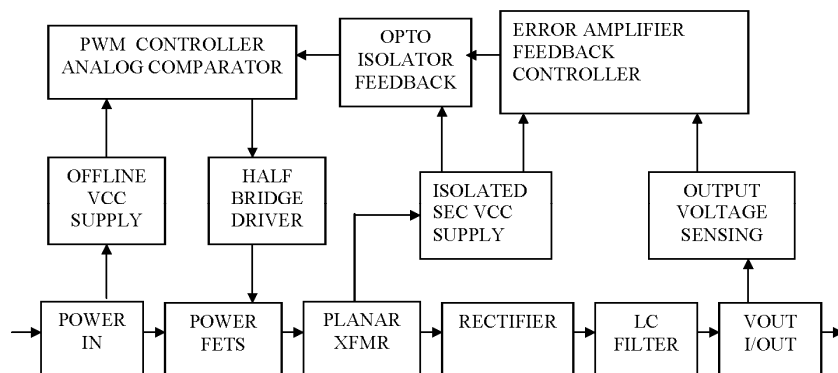 PWM CONTROLLER
ANALOG COMPARATOR
OPTO
ISOLATOR
FEEDBACK
ERROR AMPLIFIER
FEEDBACK
CONTROLLER
OFFLINE
VCC
SUPPLY
HALF
BRIDGE
DRIVER
ISOLATED
SEC VCC
SUPPLY
OUTPUT
VOLTAGE
SENSING
POWER
IN
POWER
FETS
PLANAR
XFMR
RECTIFIER
LC
FILTER
VOUT
I/OUT